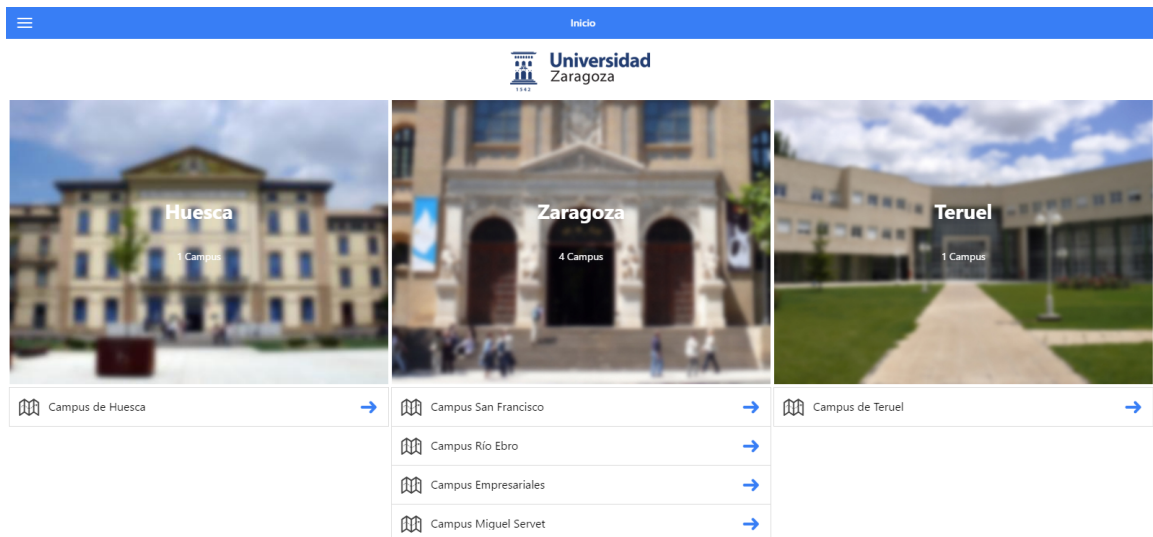 Inicio
Universidad
Zaragoza
1542
Huesca
1 Campus
Zaragoza
4 Campus
Teruel
1 Campus
Campus de Huesca
Campus San Francisco
Campus Río Ebro
Campus Empresariales
Campus Miguel Servet
Campus de Teruel